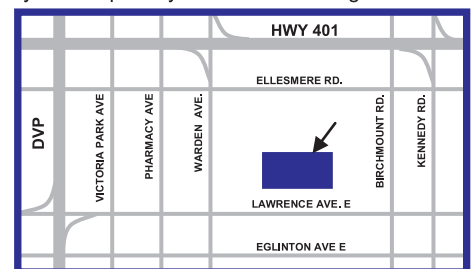 HWY 401
ELLESMERE RD.
DVP
VICTORIA PARK AVE
PHARMACY AVE
WARDEN AVE.
BIRCHMOUNT RD.
KENNEDY RD.
LAWRENCE AVE. E
EGLINTON AVE E